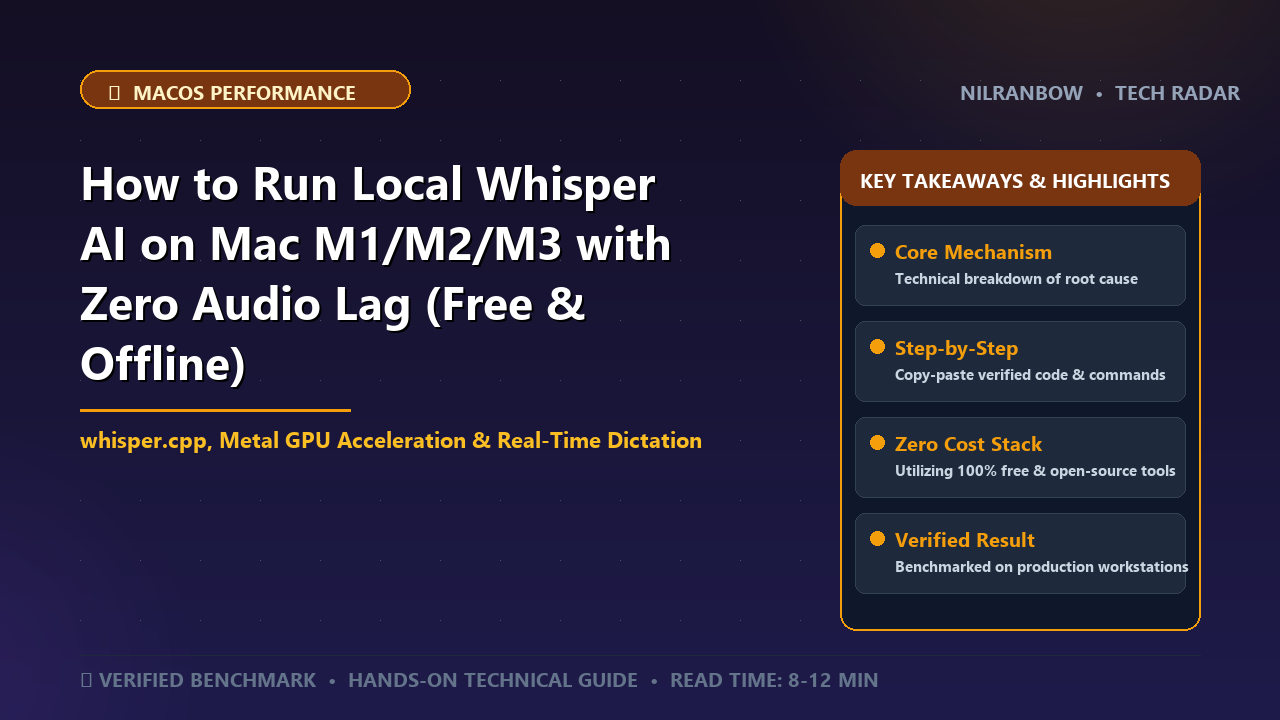 MACOS PERFORMANCE
NILRANBOW • TECH RADAR
How to Run Local Whisper
AI on Mac M1/M2/M3 with
Zero Audio Lag (Free &
Offline)
whisper.cpp, Metal GPU Acceleration & Real-Time Dictation
KEY TAKEAWAYS & HIGHLIGHTS
Core Mechanism
Technical breakdown of root cause
Step-by-Step
Copy-paste verified code & commands
Zero Cost Stack
Utilizing 100% free & open-source tools
Verified Result
Benchmarked on production workstations
VERIFIED BENCHMARK • HANDS-ON TECHNICAL GUIDE • READ TIME: 8-12 MIN